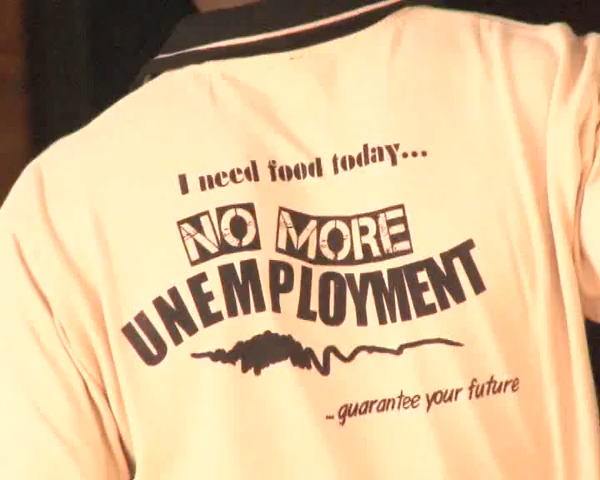 I need food today...
NO MORE
UNEMPLOYMENT
... guarantee your future